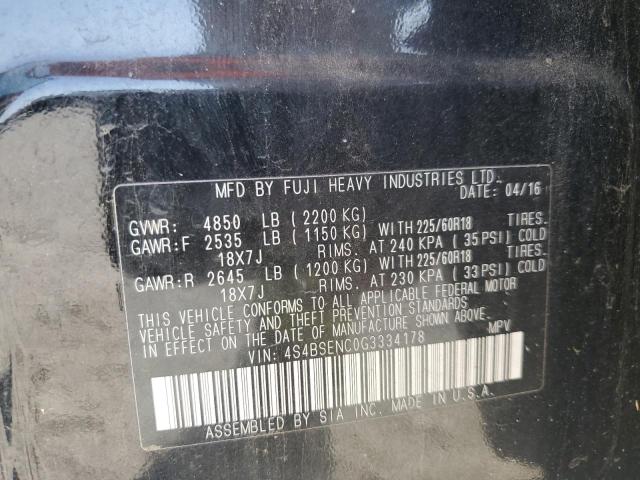 MFD BY FUJI HEAVY INDUSTRIES LTD.
DATE: 04/16
GVWR: 4850 LB (2200 KG)
GAWR:F 2535 LB (1150 KG) WITH 225/60R18 TIRES.
18X7J RIMS. AT 240 KPA (35 PSI) COLD
GAWR:R 2645 LB (1200 KG) WITH 225/60R18 TIRES.
18X7J RIMS. AT 230 KPA (33 PSI) COLD
THIS VEHICLE CONFORMS TO ALL APPLICABLE FEDERAL MOTOR
VEHICLE SAFETY AND THEFT PREVENTION STANDARDS
IN EFFECT ON THE DATE OF MANUFACTURE SHOWN ABOVE.
VIN: 4S4BSENC0G3334178 MPV
ASSEMBLED BY SIA INC. MADE IN U.S.A.